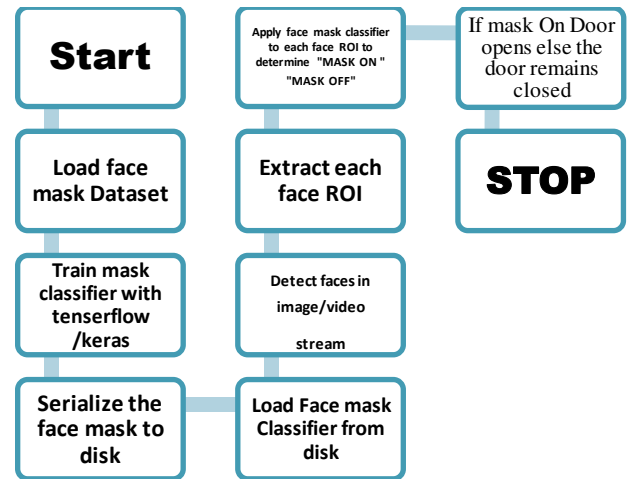 Start
Load face
mask Dataset
Train mask
classifier with
tenserflow
/keras
Serialize the
face mask to
disk
Load Face mask
Classifier from
disk
Detect faces in
image/video
stream
Extract each
face ROI
Apply face mask classifier
to each face ROI to
determine "MASK ON "
"MASK OFF"
If mask On Door
opens else the
door remains
closed
STOP